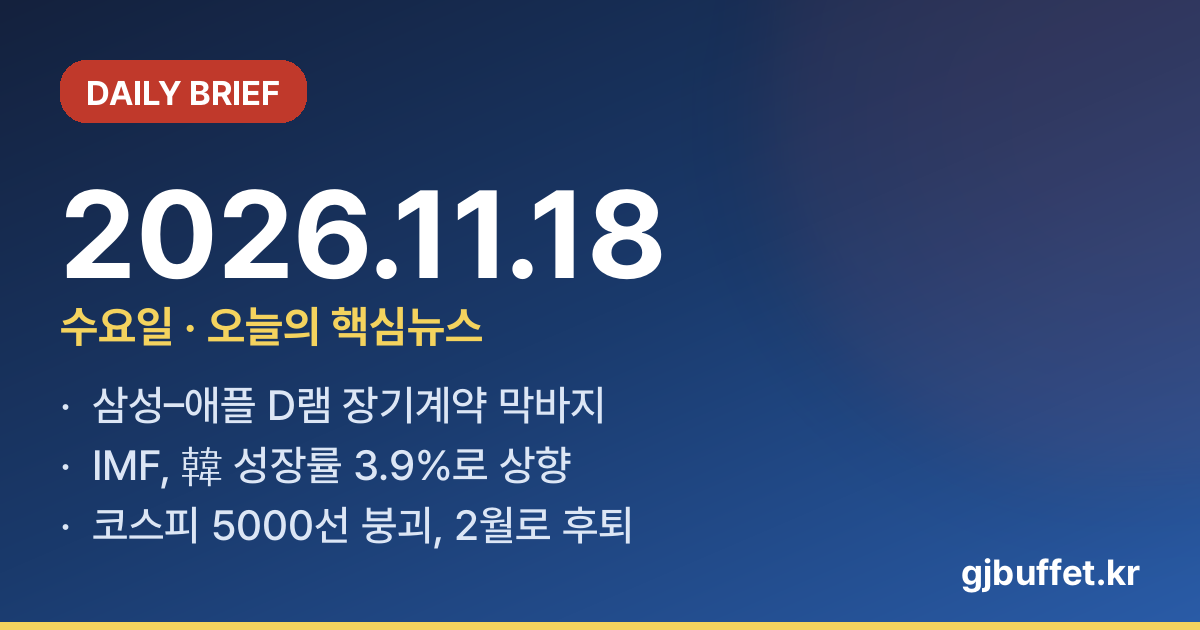 DAILY BRIEF
2026.11.18
수요일 · 오늘의 핵심뉴스
· 삼성–애플 D램 장기계약 막바지
· IMF, 韓 성장률 3.9%로 상향
· 코스피 5000선 붕괴, 2월로 후퇴
gjbuffet.kr